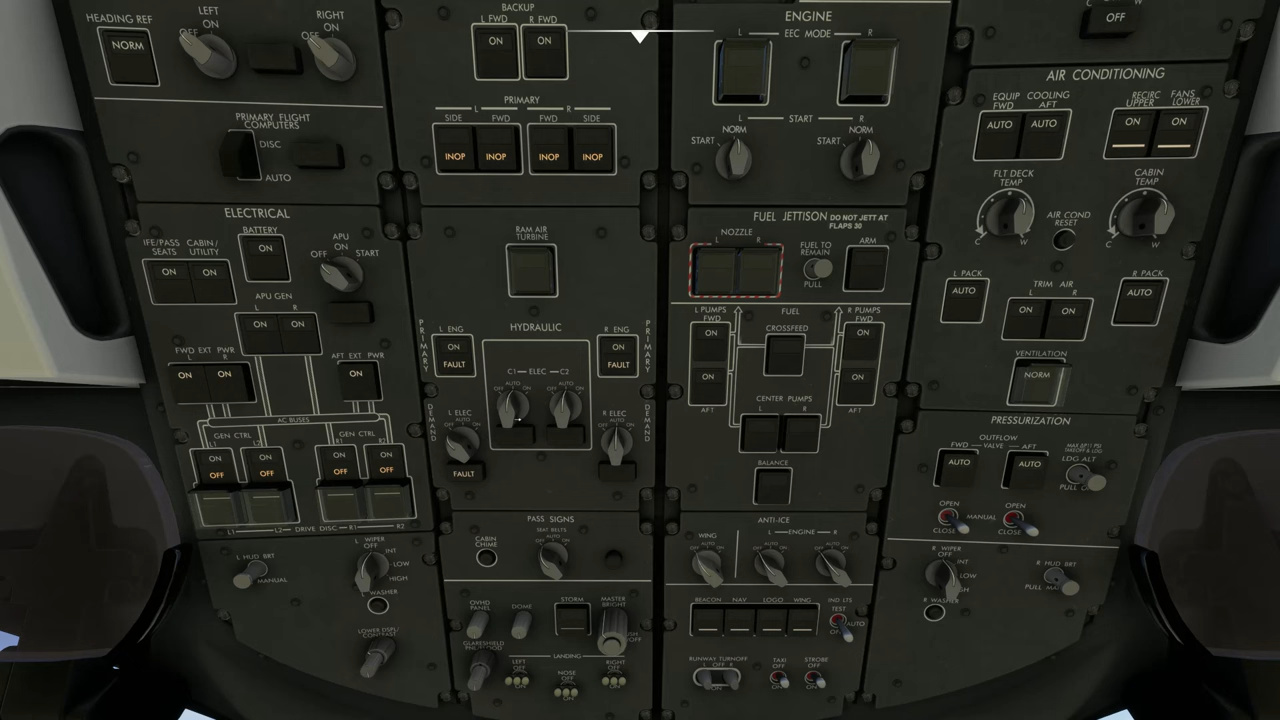 HEADING REF
NORM
LEFT
OFF ON
RIGHT
OFF ON
BACKUP
L FWD R FWD
ON ON
ENGINE
L EEC MODE R
OFF
PRIMARY FLIGHT
COMPUTERS
DISC
AUTO
PRIMARY
L R
SIDE FWD FWD SIDE
INOP INOP INOP INOP
L START R
NORM NORM
START START
AIR CONDITIONING
EQUIP COOLING
FWD AFT
AUTO AUTO
RECIRC FANS
UPPER LOWER
ON ON
FLT DECK
TEMP
C W
CABIN
TEMP
C W
AIR COND
RESET
L PACK
AUTO
TRIM AIR
L R
ON ON
R PACK
AUTO
VENTILATION
NORM
ELECTRICAL
IFE/PASS CABIN/
SEATS UTILITY
ON ON
BATTERY
ON
APU
ON
OFF START
APU GEN
L R
ON ON
FWD EXT PWR
L R
ON ON
AFT EXT PWR
ON
AC BUSES
GEN CTRL GEN CTRL
L1 L2 R1 R2
ON ON ON ON
OFF OFF OFF OFF
L1 L2 DRIVE DISC R1 R2
RAM AIR
TURBINE
HYDRAULIC
PRIMARY
L ENG
ON
FAULT
R ENG
ON
FAULT
PRIMARY
C1 ELEC C2
AUTO AUTO
OFF ON OFF ON
DEMAND
L ELEC
AUTO
OFF ON
FAULT
R ELEC
AUTO
OFF ON
DEMAND
FUEL JETTISON DO NOT JETT AT
FLAPS 30
NOZZLE
L R
FUEL TO
REMAIN
PULL
ARM
FUEL
L PUMPS
FWD
ON
ON
AFT
CROSSFEED
R PUMPS
FWD
ON
ON
AFT
CENTER PUMPS
L R
BALANCE
PRESSURIZATION
OUTFLOW
FWD VALVE AFT
AUTO AUTO
LDG ALT
OPEN OPEN
MANUAL
CLOSE CLOSE
L HUD BRT
MANUAL
L WIPER
OFF
INT
LOW
HIGH
WASHER
PASS SIGNS
CABIN
CHIME
SEAT BELTS
AUTO
OFF ON
ANTI-ICE
WING
AUTO
OFF ON
L ENGINE R
AUTO AUTO
OFF ON OFF ON
R WIPER
OFF
INT
LOW
R WASHER
R HUD BRT
OVHD
PANEL
DOME
STORM
MASTER
BRIGHT
GLARESHIELD
LANDING
LEFT
OFF
ON
NOSE
OFF
ON
RIGHT
OFF
ON
BEACON NAV LOGO WING
IND LTS
TEST
AUTO
RUNWAY TURNOFF
L OFF R
ON
TAXI
OFF
ON
STROBE
OFF
ON